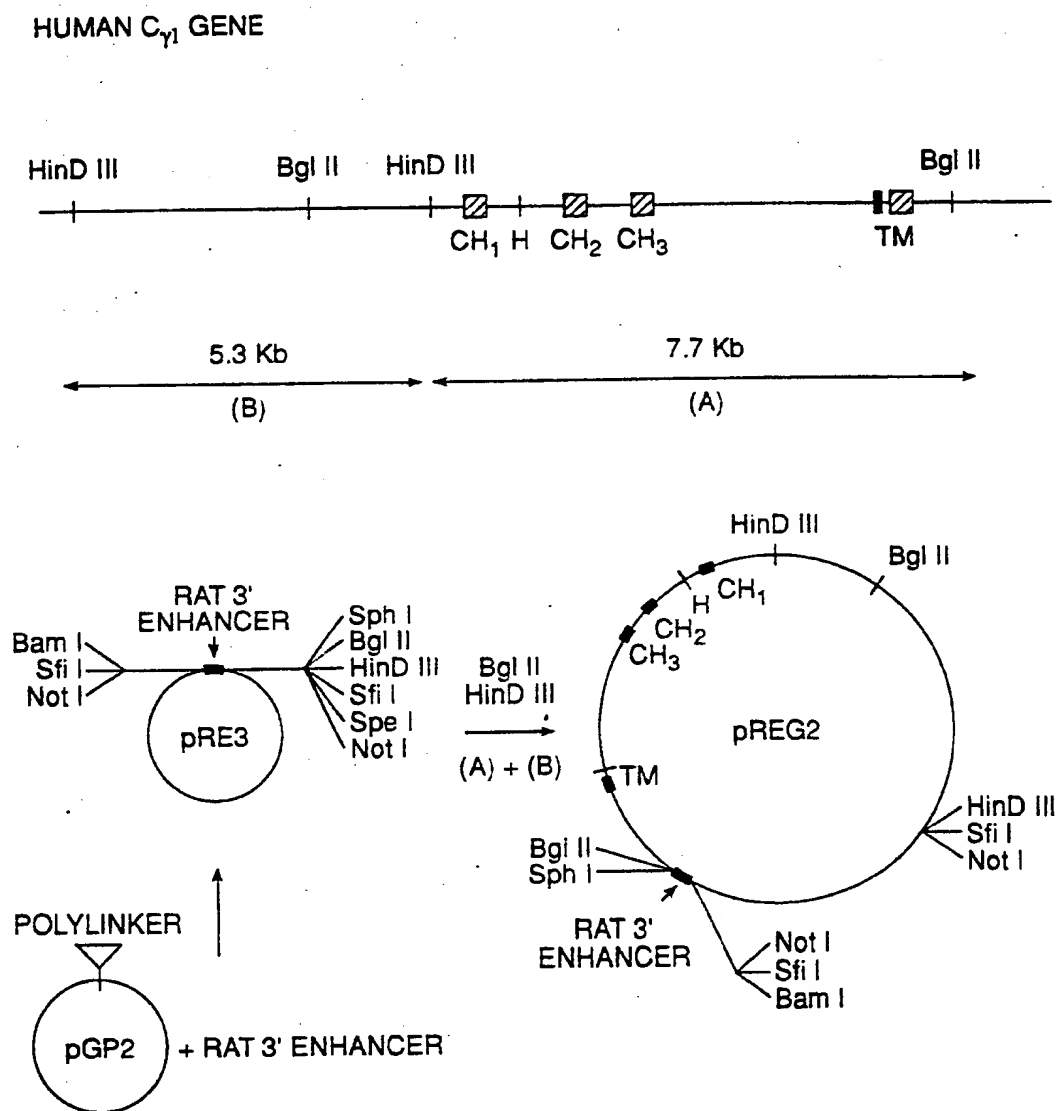 HUMAN Cγ1 GENE
HinD III
Bgl II
HinD III
Bgl II
CH1
H
CH2
CH3
TM
5.3 Kb
7.7 Kb
(B)
(A)
RAT 3'
ENHANCER
Bam I
Sfi I
Not I
Sph I
Bgl II
HinD III
Sfi I
Spe I
Not I
pRE3
Bgl II
HinD III
(A) + (B)
HinD III
Bgl II
CH1
H
CH2
CH3
pREG2
TM
HinD III
Sfi I
Not I
Bgl II
Sph I
RAT 3'
ENHANCER
Not I
Sfi I
Bam I
POLYLINKER
pGP2
+ RAT 3' ENHANCER